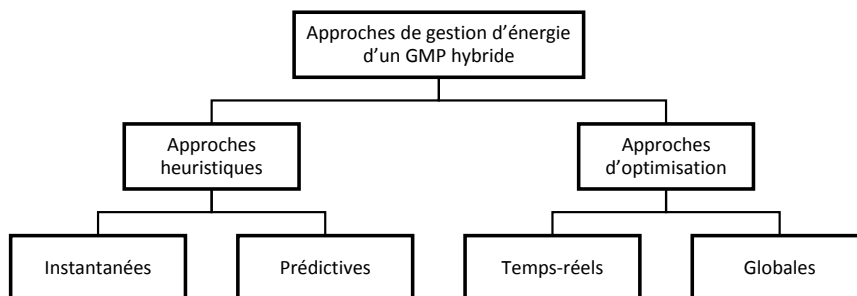 Approches de gestion d’énergie
d’un GMP hybride
Approches
heuristiques
Approches
d’optimisation
Instantanées
Prédictives
Temps-réels
Globales